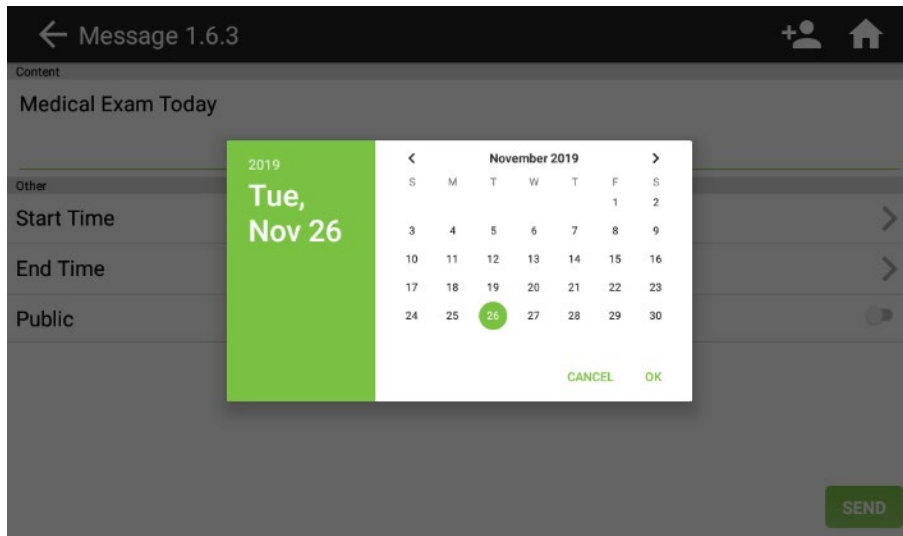 Message 1.6.3
Content
Medical Exam Today
Other
Start Time
End Time
Public
2019
Tue,
Nov 26
November 2019
S M T W T F S
1 2
3 4 5 6 7 8 9
10 11 12 13 14 15 16
17 18 19 20 21 22 23
24 25 26 27 28 29 30
CANCEL OK
SEND